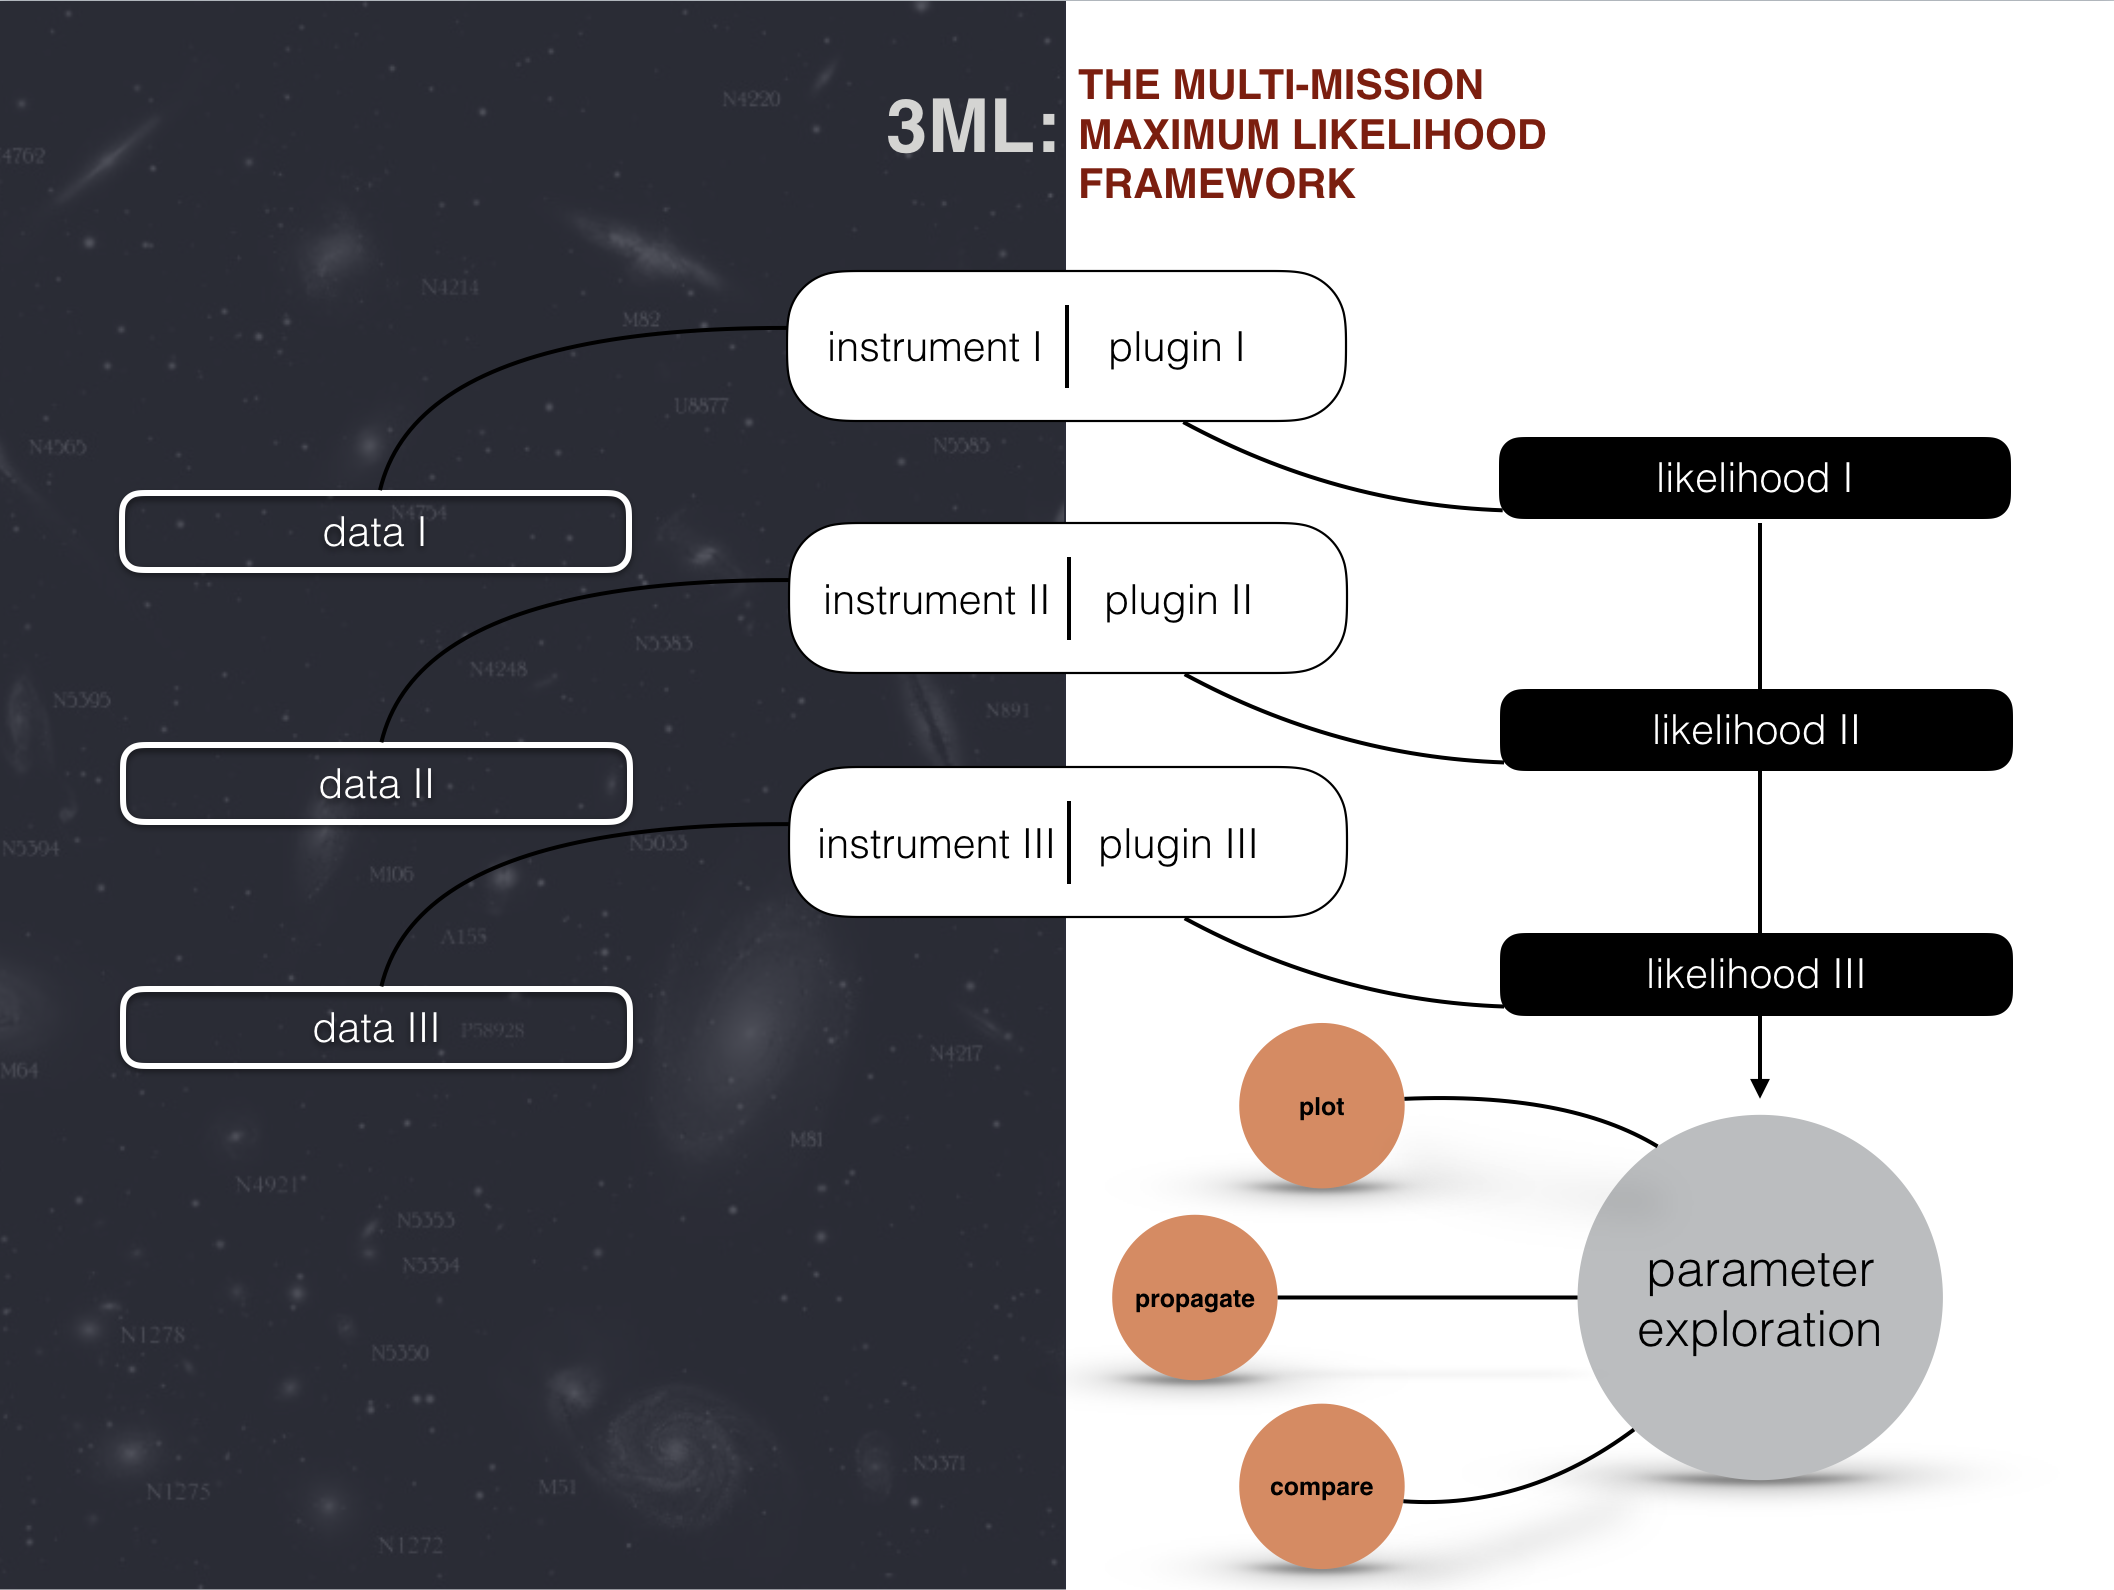 3ML:
THE MULTI-MISSION
MAXIMUM LIKELIHOOD
FRAMEWORK
N4220
4762
N4214
M82
instrument I
plugin I
U8877
N4565
N5585
likelihood I
N4754
data I
instrument II
plugin II
N5383
N4248
N5395
N891
likelihood II
data II
instrument III
plugin III
N5033
N5394
M106
A155
likelihood III
data III
P58928
N4217
M64
plot
M81
N4921
N5353
N5354
parameter
exploration
propagate
N1278
N5350
N5371
compare
N1275
M51
N1272